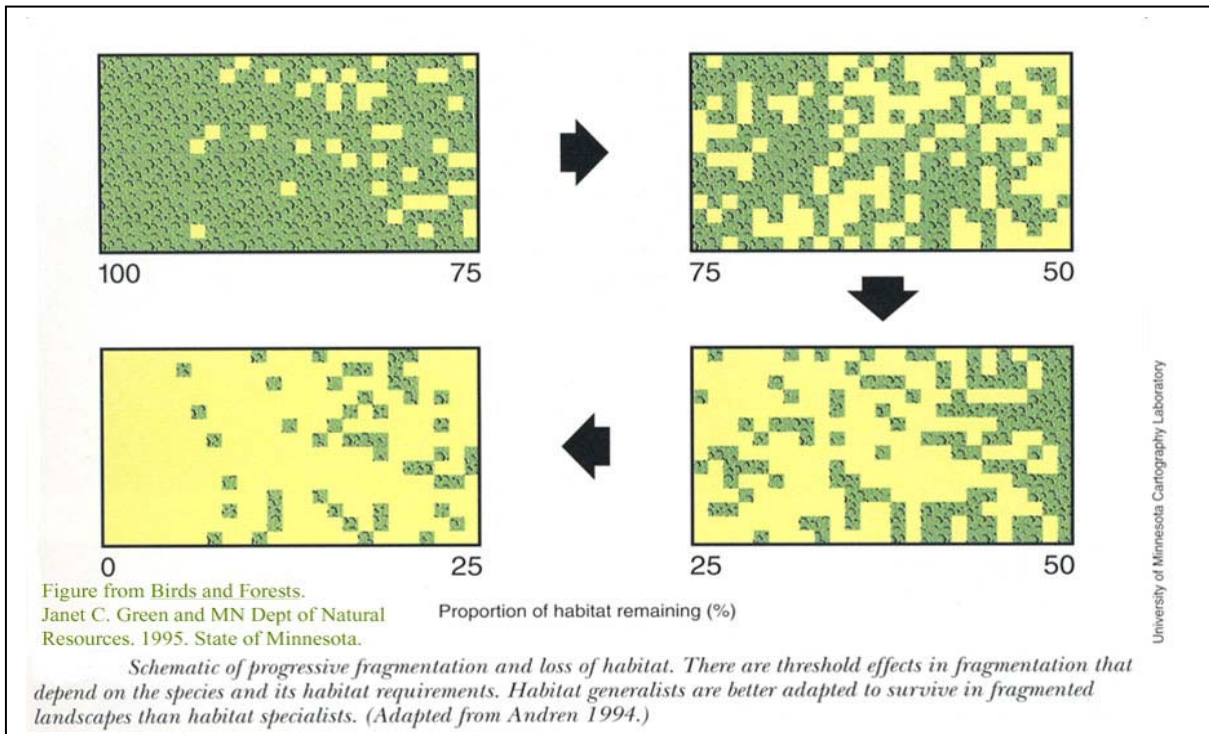 100 75
75 50
0 25
25 50
Figure from Birds and Forests.
Janet C. Green and MN Dept of Natural
Resources. 1995. State of Minnesota.
Proportion of habitat remaining (%)
University of Minnesota Cartography Laboratory
Schematic of progressive fragmentation and loss of habitat. There are threshold effects in fragmentation that
depend on the species and its habitat requirements. Habitat generalists are better adapted to survive in fragmented
landscapes than habitat specialists. (Adapted from Andren 1994.)